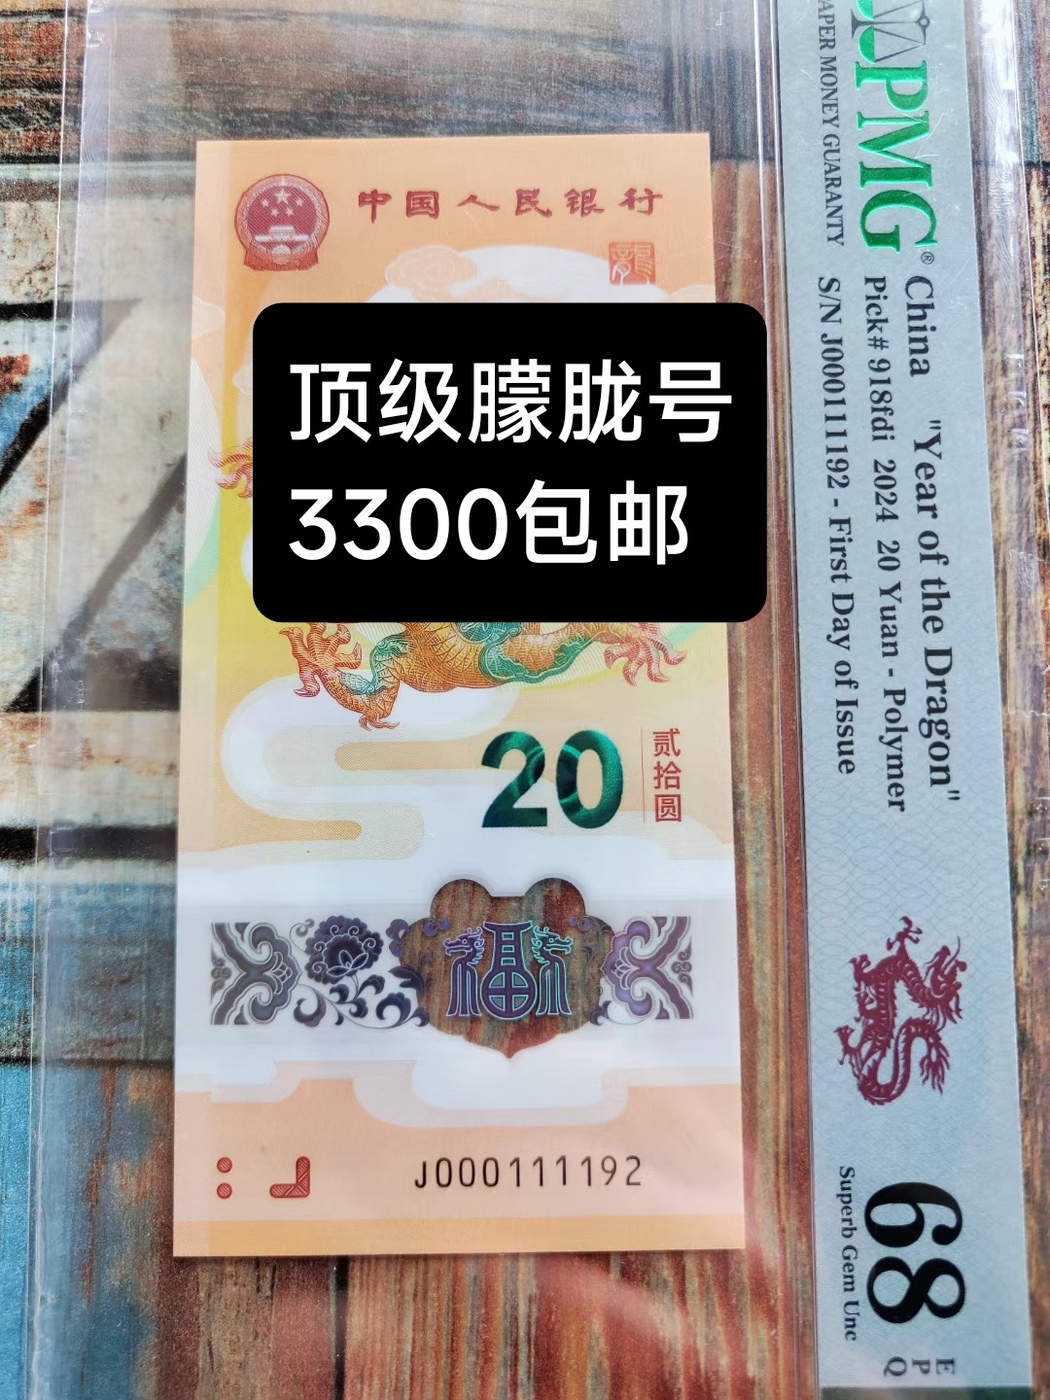 中国人民银行
龍
顶级朦胧号
3300包邮
20
贰拾圆
福
J000111192
PMG®
PAPER MONEY GUARANTY
China "Year of the Dragon"
Pick# 918fdi 2024 20 Yuan - Polymer
S/N J000111192 - First Day of Issue
68
Superb Gem Unc
EPQ